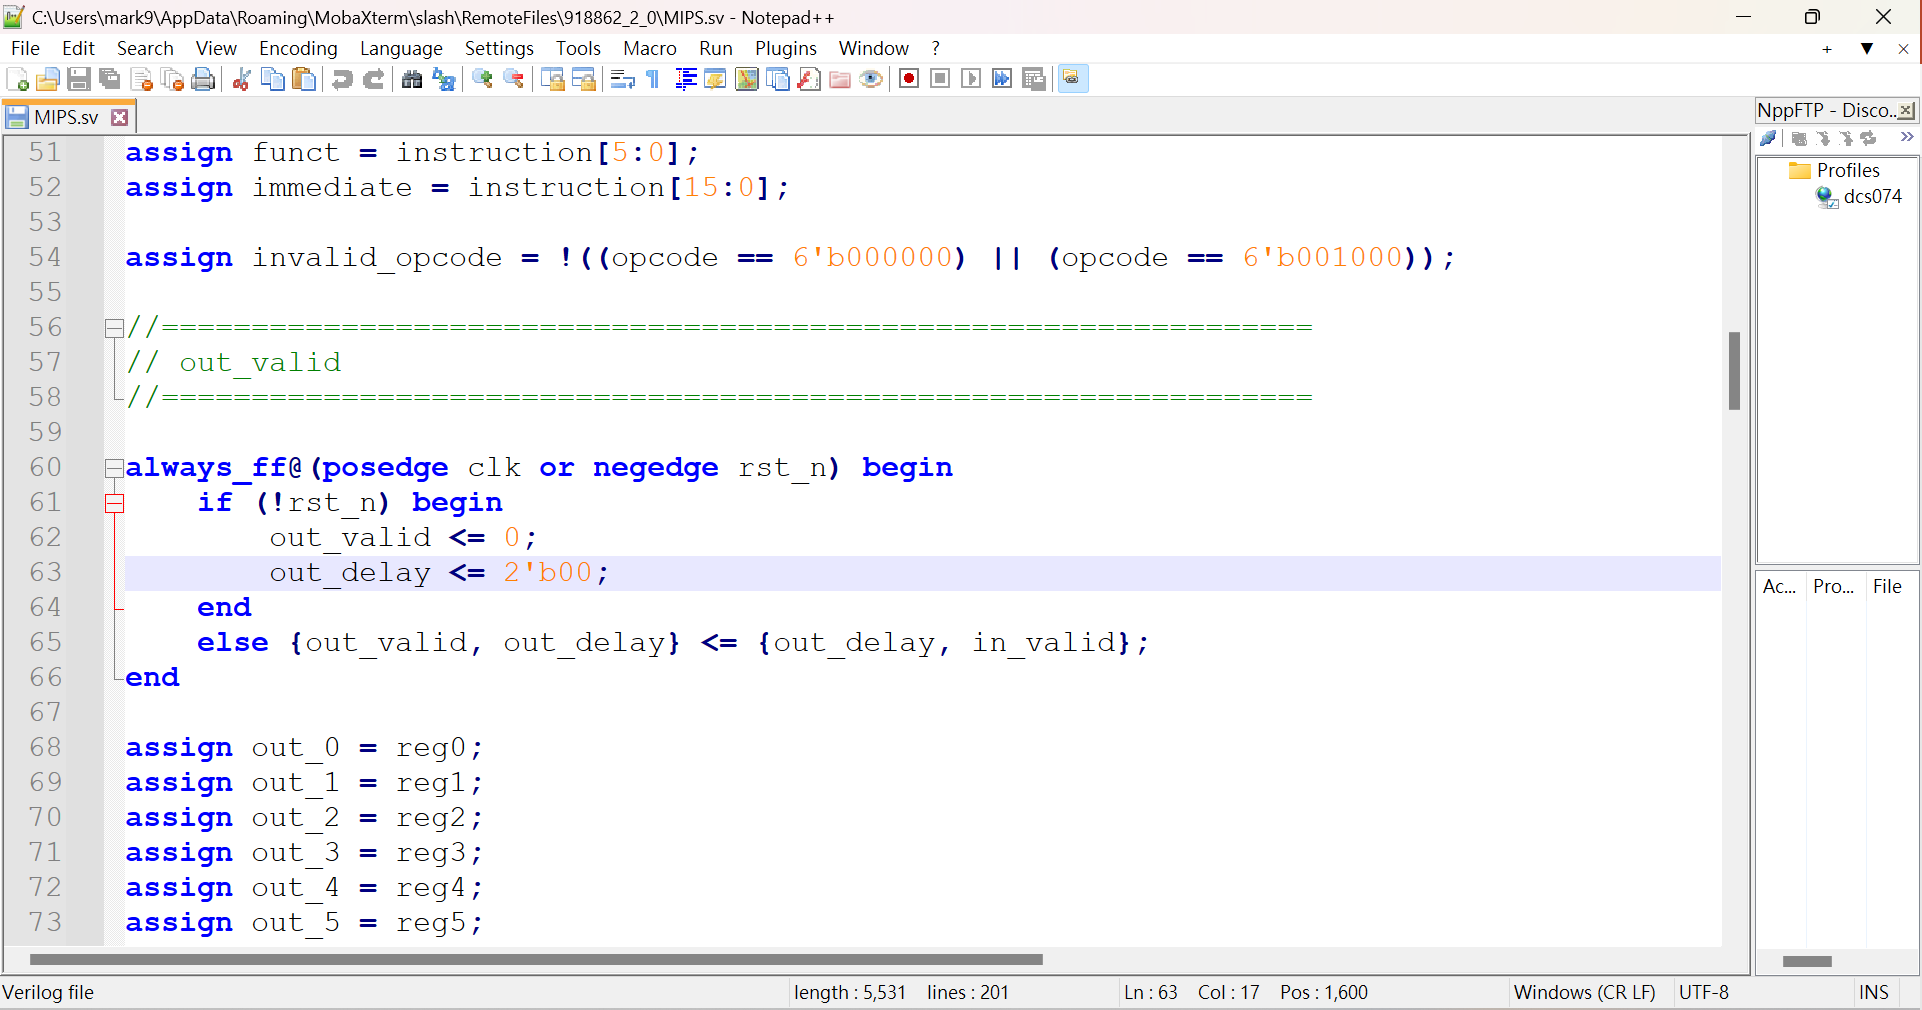 C:\Users\mark9\AppData\Roaming\MobaXterm\slash\RemoteFiles\918862_2_0\MIPS.sv - Notepad++
File Edit Search View Encoding Language Settings Tools Macro Run Plugins Window ?
MIPS.sv
51 assign funct = instruction[5:0];
52 assign immediate = instruction[15:0];
53
54 assign invalid_opcode = !((opcode == 6'b000000) || (opcode == 6'b001000));
55
56 //================================================================
57 // out_valid
58 //================================================================
59
60 always_ff@(posedge clk or negedge rst_n) begin
61 if (!rst_n) begin
62 out_valid <= 0;
63 out_delay <= 2'b00;
64 end
65 else {out_valid, out_delay} <= {out_delay, in_valid};
66 end
67
68 assign out_0 = reg0;
69 assign out_1 = reg1;
70 assign out_2 = reg2;
71 assign out_3 = reg3;
72 assign out_4 = reg4;
73 assign out_5 = reg5;
NppFTP - Disco..
Profiles
dcs074
Ac... Pro... File
Verilog file length : 5,531 lines : 201 Ln : 63 Col : 17 Pos : 1,600 Windows (CR LF) UTF-8 INS